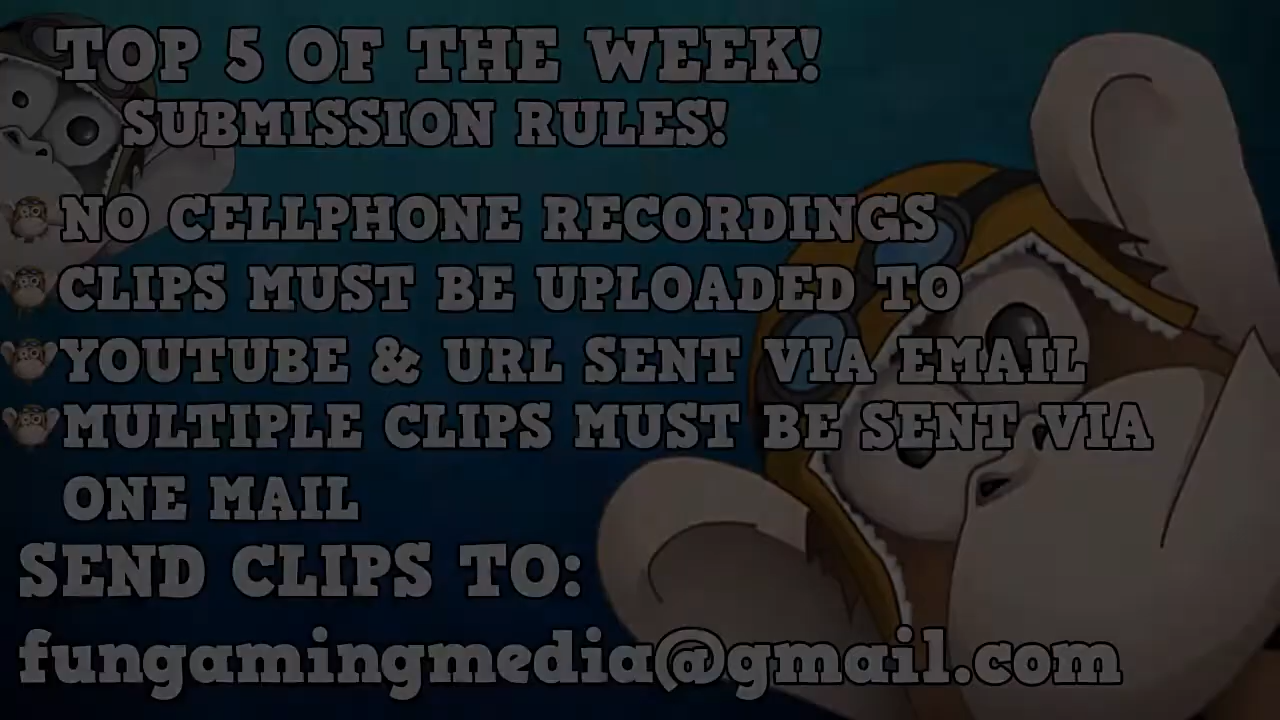 TOP 5 OF THE WEEK!
SUBMISSION RULES!
NO CELLPHONE RECORDINGS
CLIPS MUST BE UPLOADED TO
YOUTUBE & URL SENT VIA EMAIL
MULTIPLE CLIPS MUST BE SENT VIA
ONE MAIL
SEND CLIPS TO:
fungamingmedia@gmail.com